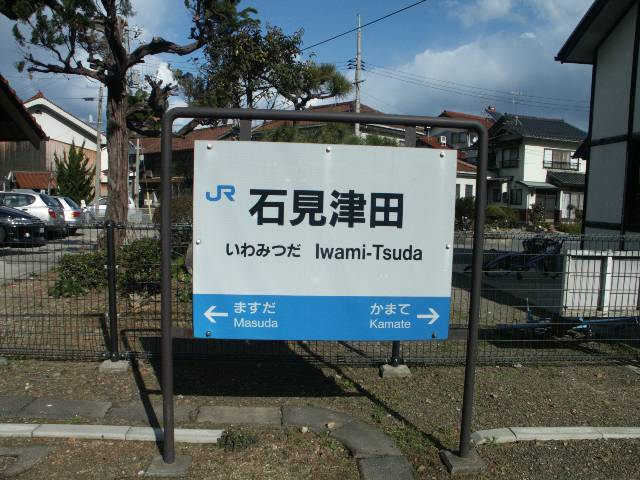 JR 石見津田
いわみつだ Iwami-Tsuda
← ますだ かまて →
Masuda Kamate